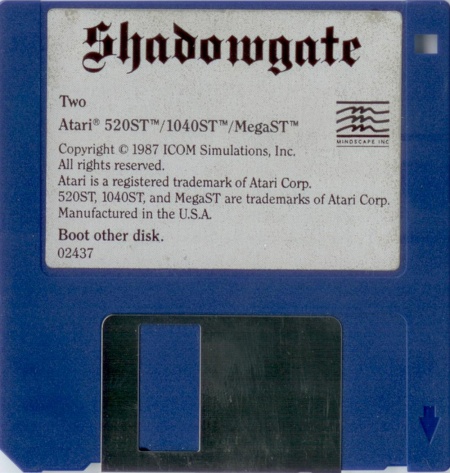 Shadowgate
Two
Atari® 520ST™/1040ST™/MegaST™
MINDSCAPE INC
Copyright © 1987 ICOM Simulations, Inc.
All rights reserved.
Atari is a registered trademark of Atari Corp.
520ST, 1040ST, and MegaST are trademarks of Atari Corp.
Manufactured in the U.S.A.
Boot other disk.
02437